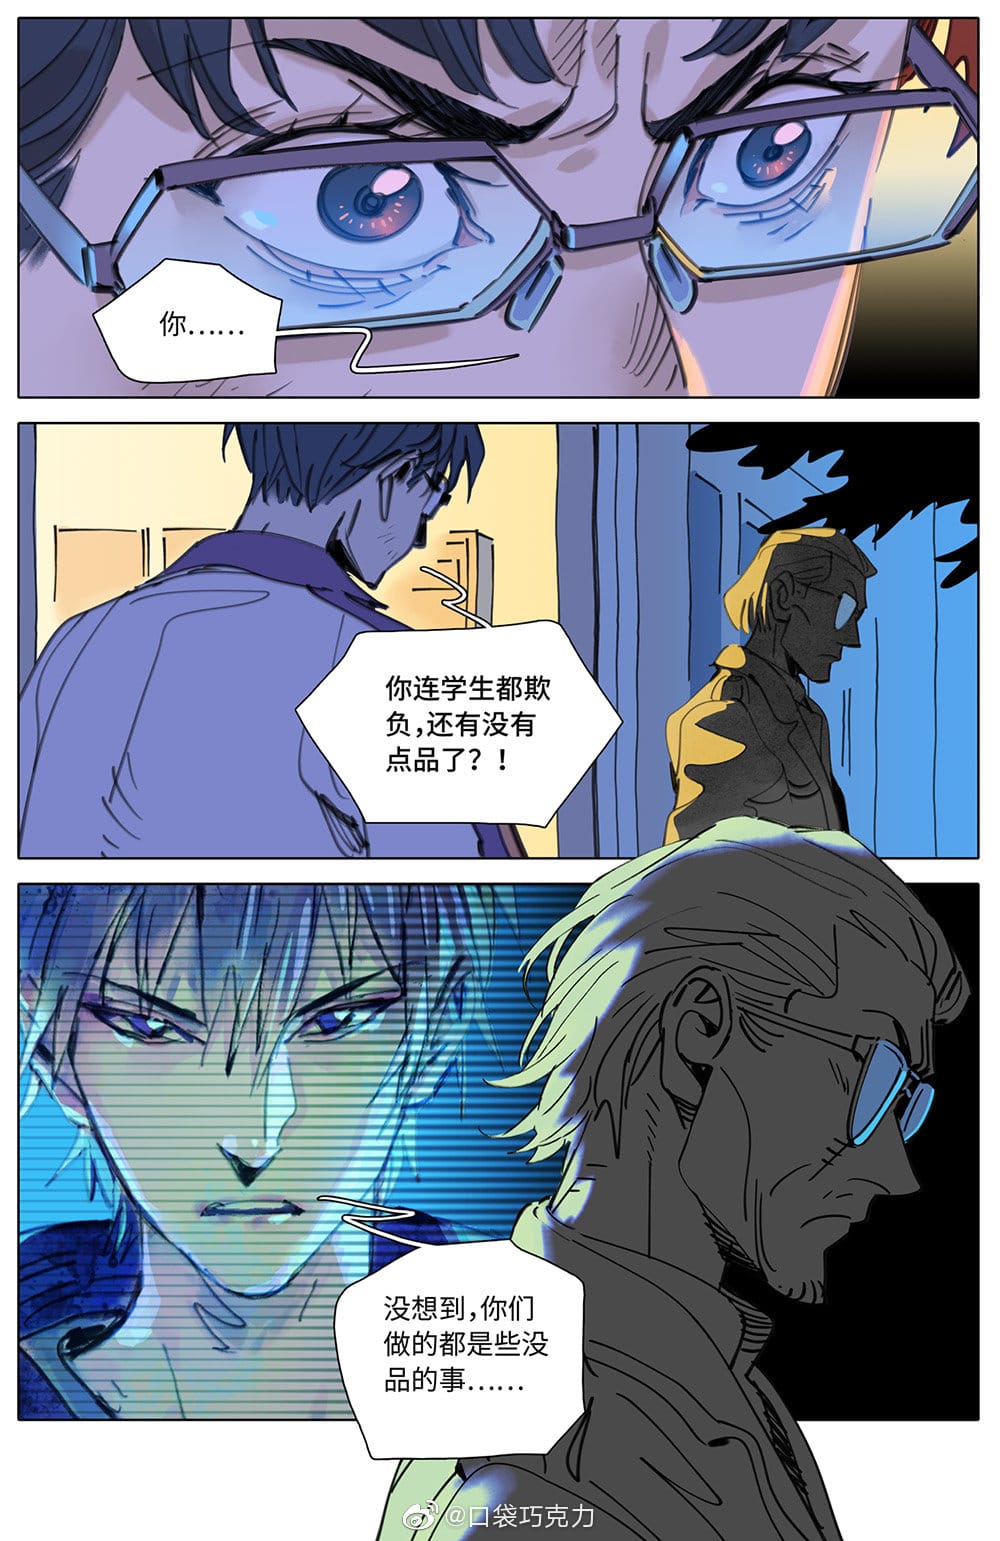 你……
你连学生都欺
负，还有没有
点品了？！
没想到，你们
做的都是些没
品的事……
@口袋巧克力